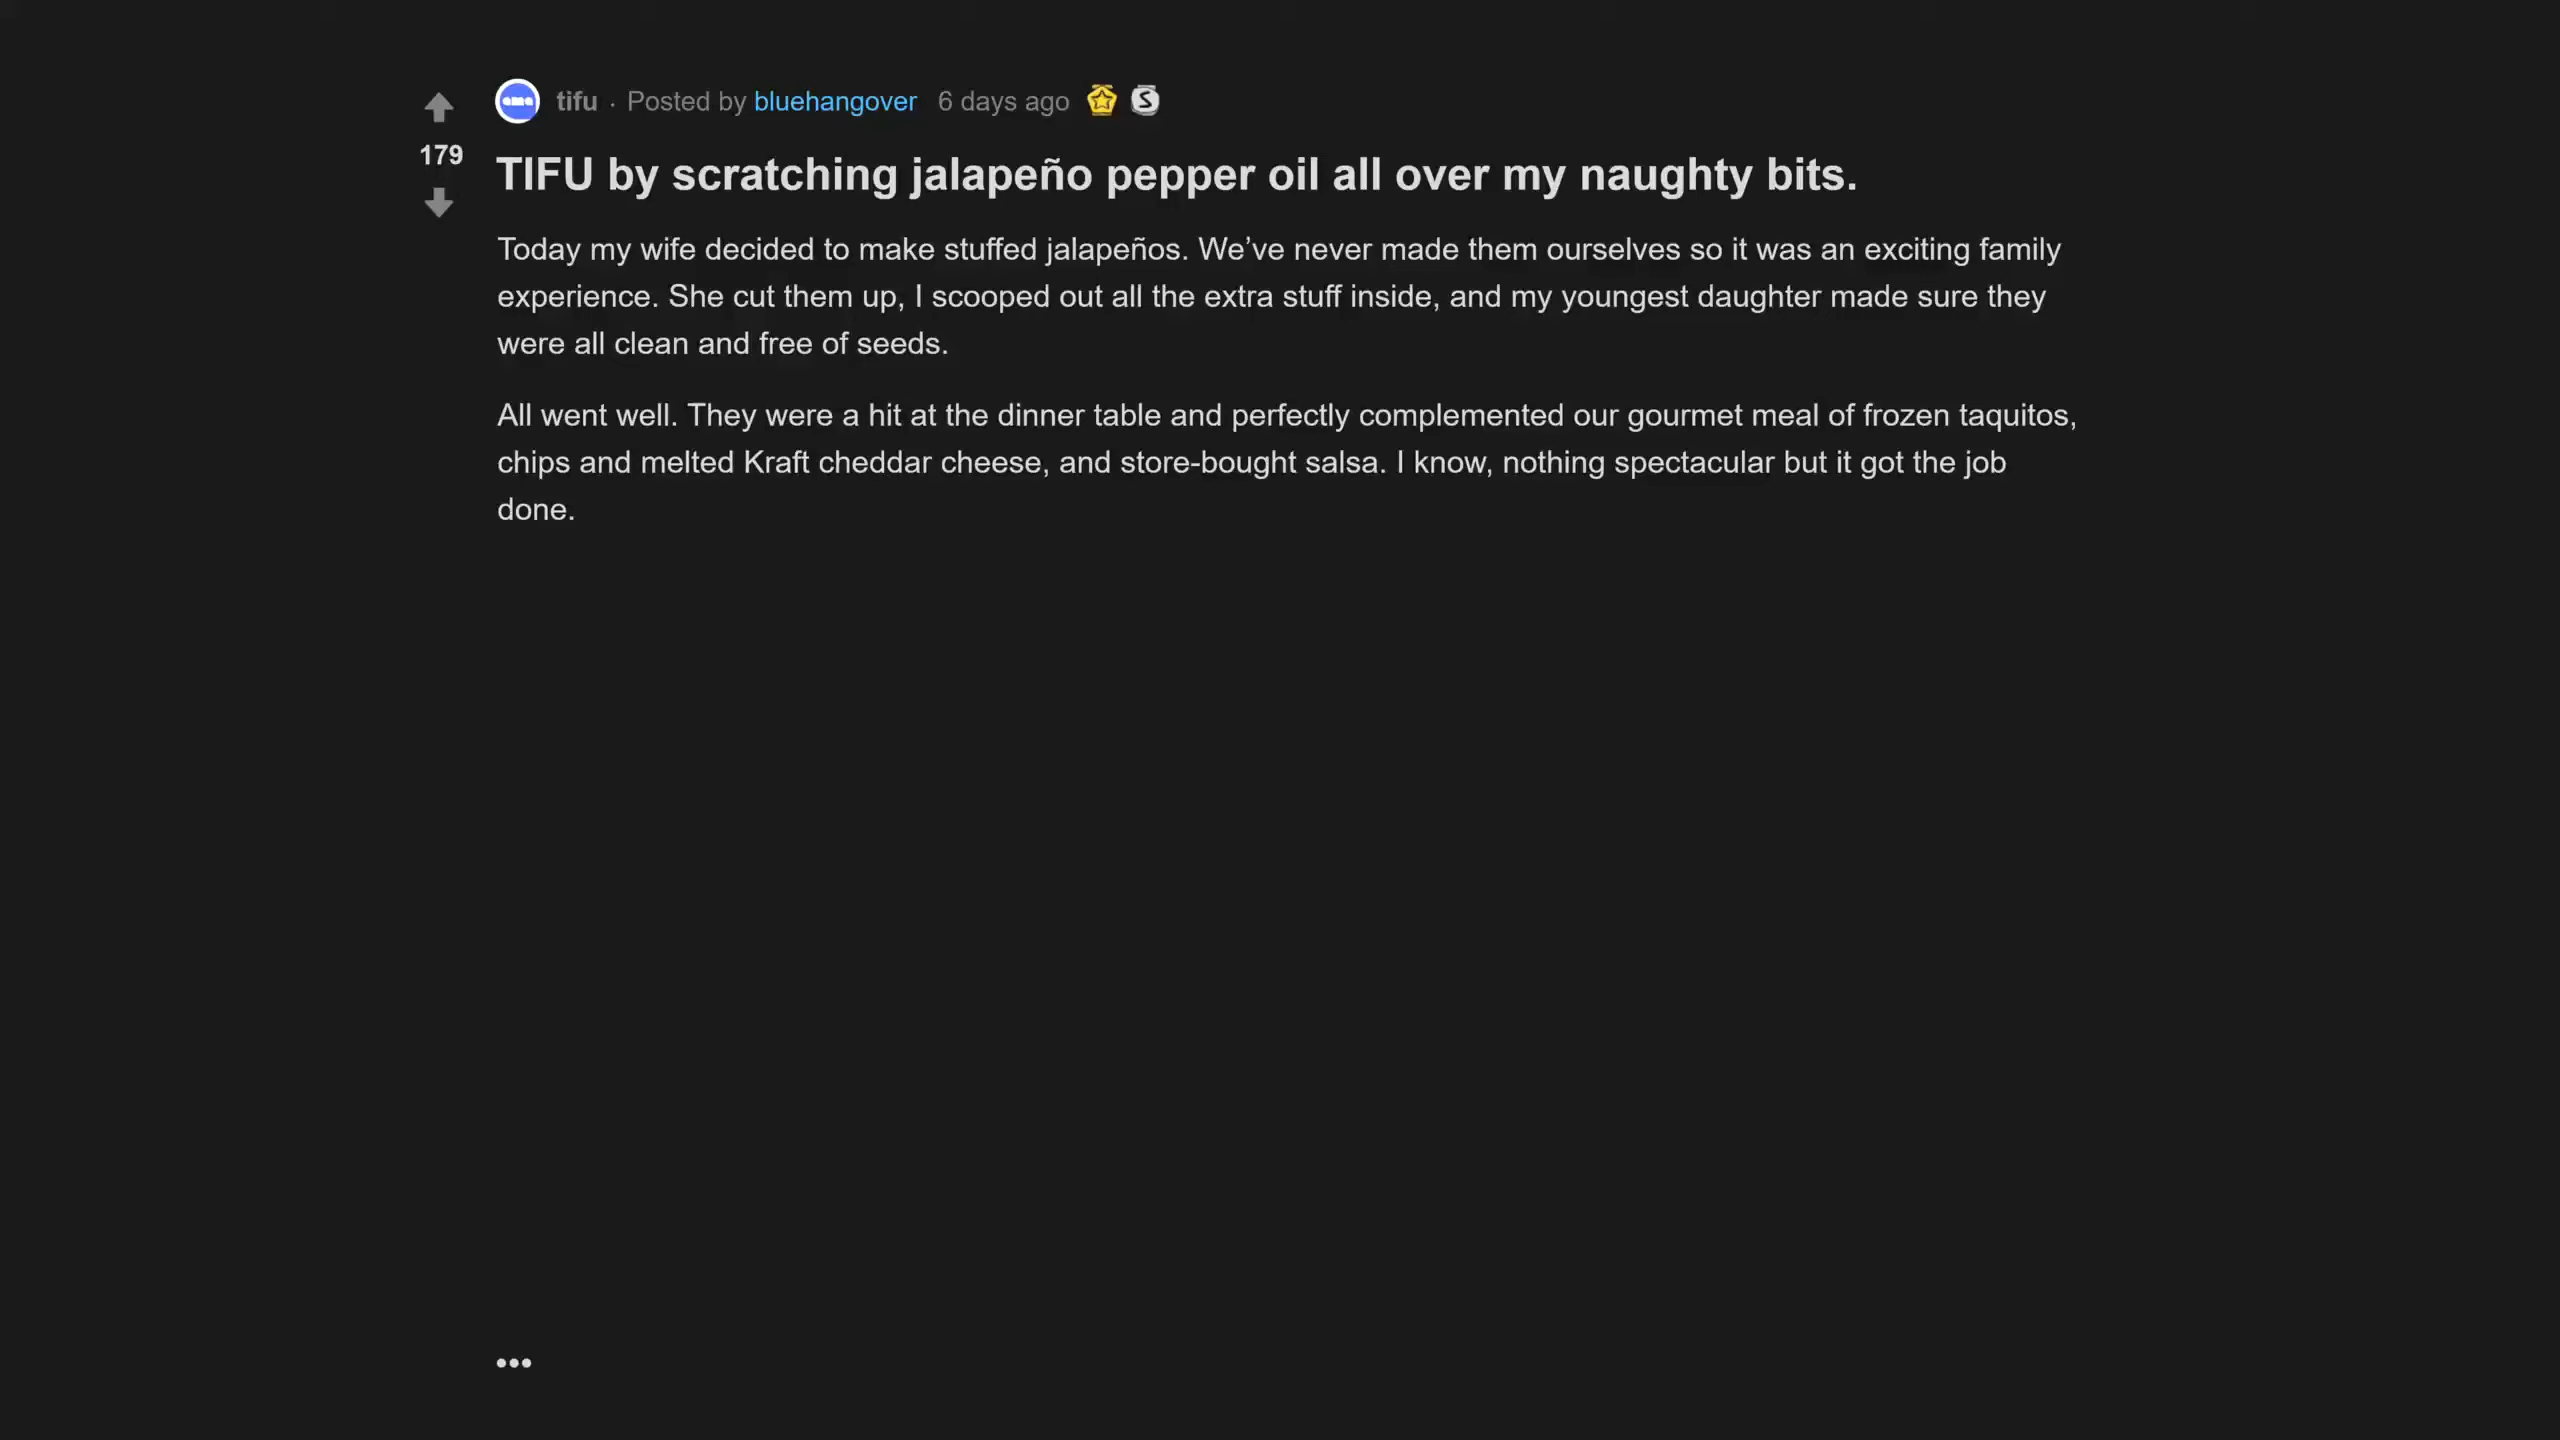 tifu · Posted by bluehangover 6 days ago
179
TIFU by scratching jalapeño pepper oil all over my naughty bits.
Today my wife decided to make stuffed jalapeños. We’ve never made them ourselves so it was an exciting family
experience. She cut them up, I scooped out all the extra stuff inside, and my youngest daughter made sure they
were all clean and free of seeds.
All went well. They were a hit at the dinner table and perfectly complemented our gourmet meal of frozen taquitos,
chips and melted Kraft cheddar cheese, and store-bought salsa. I know, nothing spectacular but it got the job
done.
•••